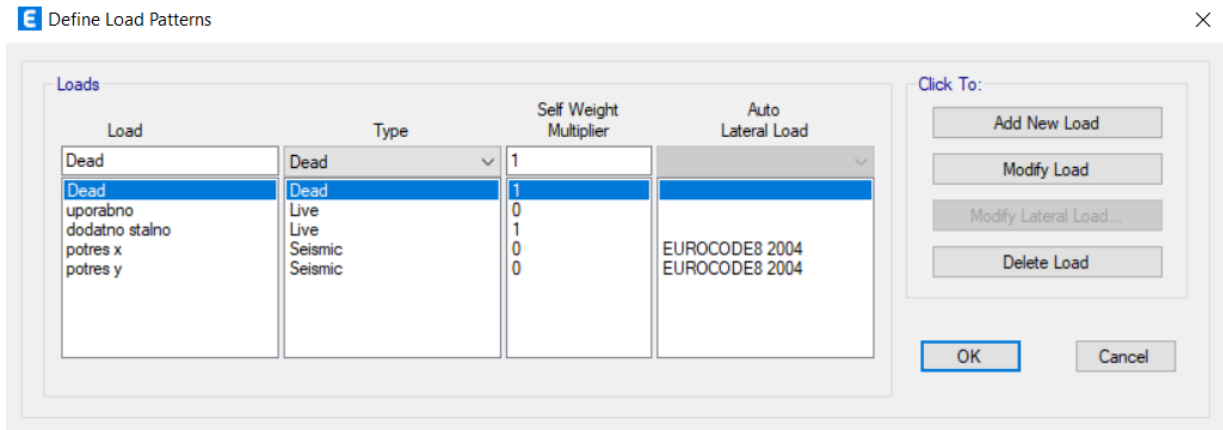 E Define Load Patterns
Loads
Click To:
Load Type Self Weight Multiplier Auto Lateral Load
Dead Dead 1
Dead Dead 1
uporabno Live 0
dodatno stalno Live 1
potres x Seismic 0 EUROCODE8 2004
potres y Seismic 0 EUROCODE8 2004
Add New Load
Modify Load
Modify Lateral Load...
Delete Load
OK Cancel